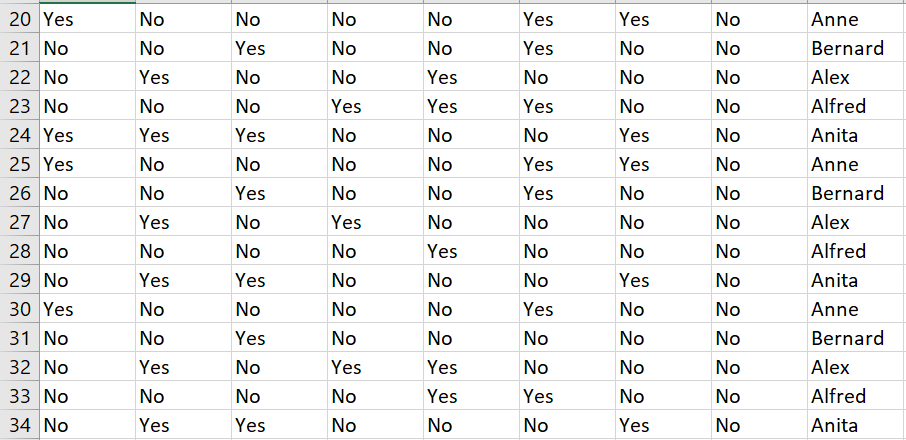 20 Yes No No No No Yes Yes No Anne
21 No No Yes No No Yes No No Bernard
22 No Yes No No Yes No No No Alex
23 No No No Yes Yes Yes No No Alfred
24 Yes Yes Yes No No No Yes No Anita
25 Yes No No No No Yes Yes No Anne
26 No No Yes No No Yes No No Bernard
27 No Yes No Yes No No No No Alex
28 No No No No Yes No No No Alfred
29 No Yes Yes No No No Yes No Anita
30 Yes No No No No Yes No No Anne
31 No No Yes No No No No No Bernard
32 No Yes No Yes Yes No No No Alex
33 No No No No Yes Yes No No Alfred
34 No Yes Yes No No No Yes No Anita